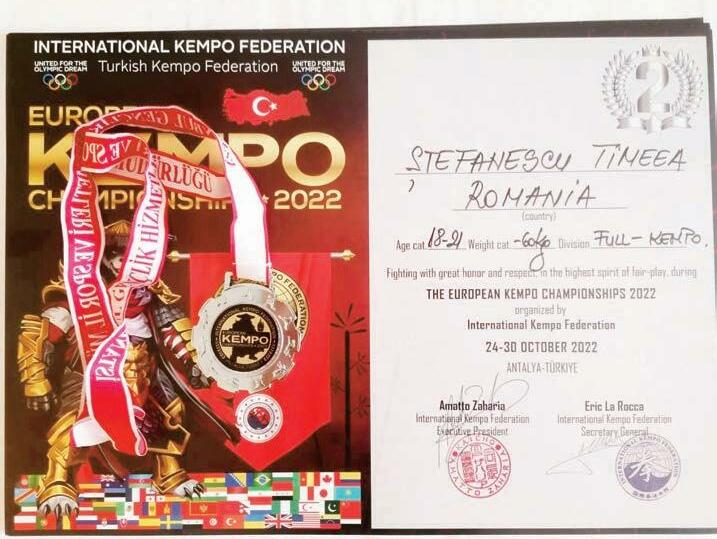 INTERNATIONAL KEMPO FEDERATION
UNITED FOR THE
OLYMPIC DREAM
Turkish Kempo Federation
UNITED FOR THE
OLYMPIC DREAM
KEMPO
2022
HİZMET
EUROPEAN
KEMPO
2
ŞTEFANESCU TIMEEA
ROMANIA
(country)
Age cat. 18-21 Weight cat. -60kg Division FULL-KEMPO.
Fighting with great honor and respect, in the highest spirit of fair-play, during
THE EUROPEAN KEMPO CHAMPIONSHIPS 2022
organized by
International Kempo Federation
24-30 OCTOBER 2022
ANTALYA-TÜRKIYE
Amatto Zaharia
International Kempo Federation
Executive President
Eric La Rocca
International Kempo Federation
Secretary General